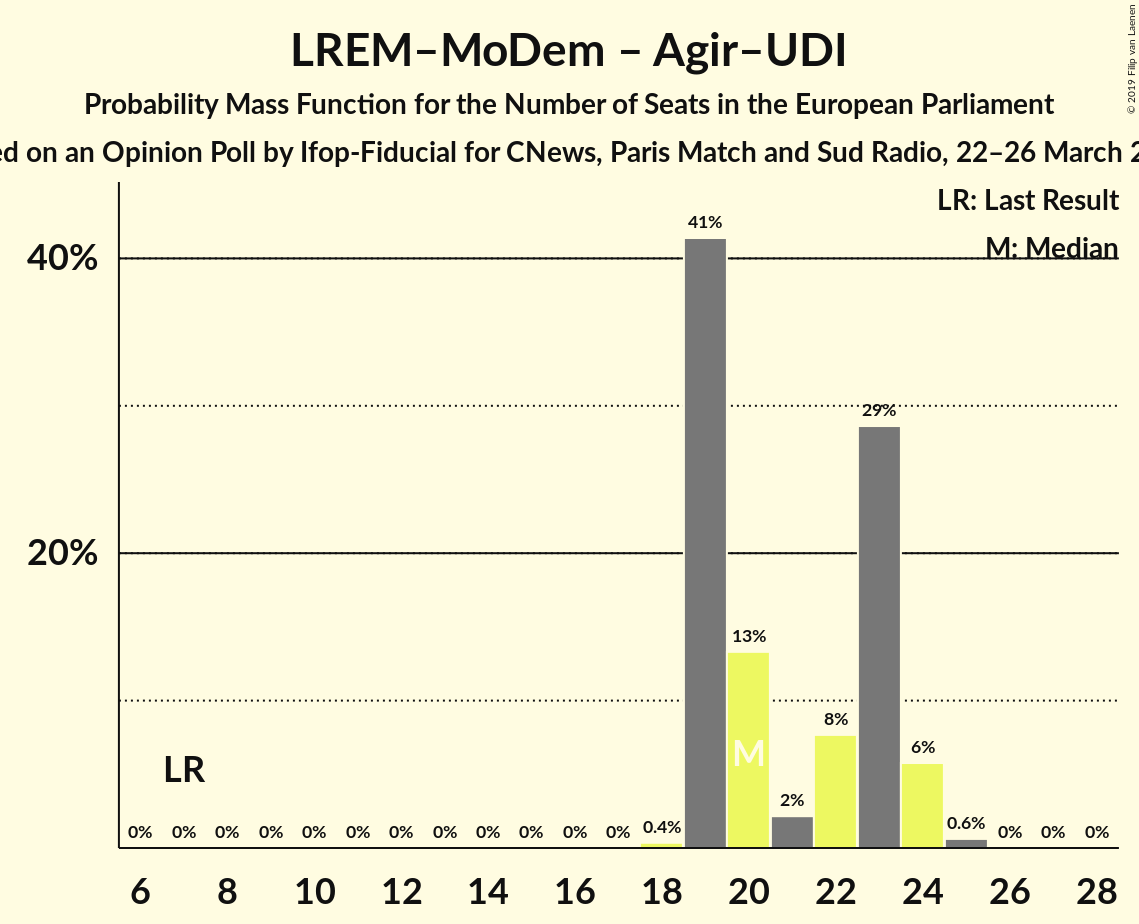 LREM–MoDem – Agir–UDI
Probability Mass Function for the Number of Seats in the European Parliament
ed on an Opinion Poll by Ifop-Fiducial for CNews, Paris Match and Sud Radio, 22–26 March 2
© 2019 Filip van Laenen
LR: Last Result
M: Median
40%
20%
41%
29%
13%
8%
6%
2%
0.4%
0.6%
M
LR
0% 0% 0% 0% 0% 0% 0% 0% 0% 0% 0% 0% 0% 0% 0%
6 8 10 12 14 16 18 20 22 24 26 28